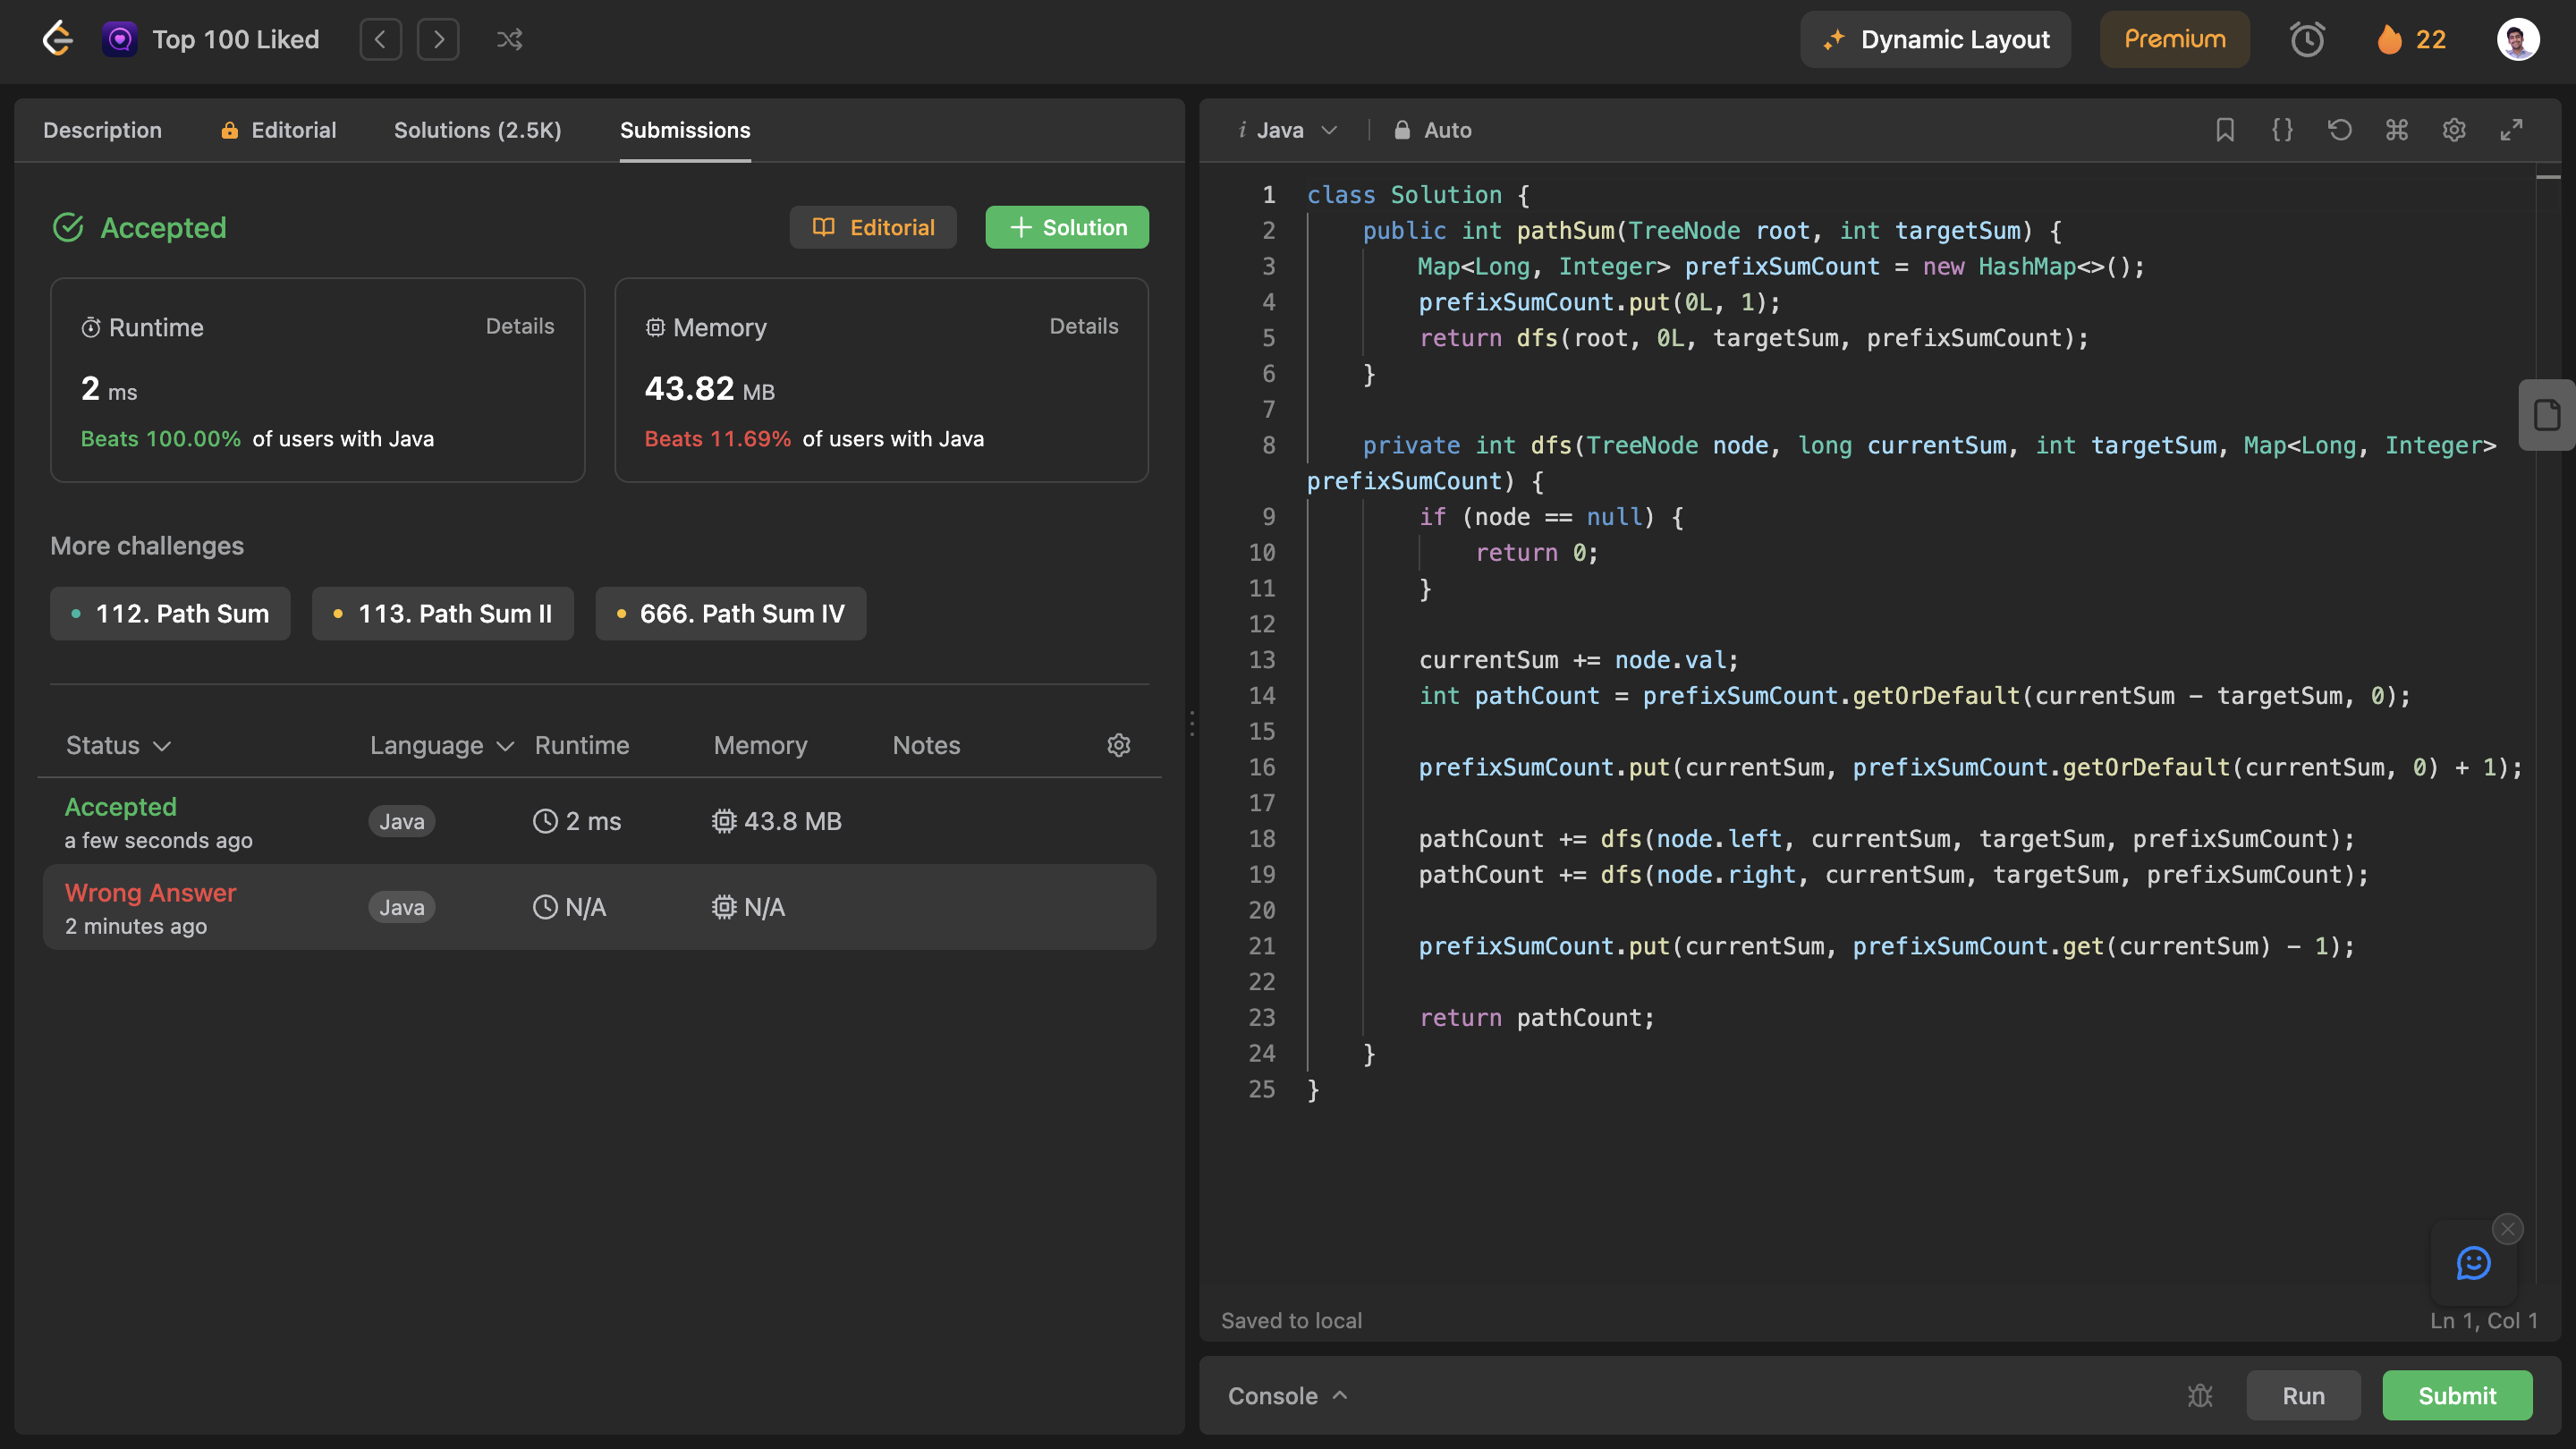 Top 100 Liked
Dynamic Layout
Premium
22
Description
Editorial
Solutions (2.5K)
Submissions
Accepted
Editorial
Solution
Runtime
Details
2 ms
Beats 100.00% of users with Java
Memory
Details
43.82 MB
Beats 11.69% of users with Java
More challenges
112. Path Sum
113. Path Sum II
666. Path Sum IV
Status
Language
Runtime
Memory
Notes
Accepted
a few seconds ago
Java
2 ms
43.8 MB
Wrong Answer
2 minutes ago
Java
N/A
N/A
i Java
Auto
1 class Solution {
2 public int pathSum(TreeNode root, int targetSum) {
3 Map<Long, Integer> prefixSumCount = new HashMap<>();
4 prefixSumCount.put(0L, 1);
5 return dfs(root, 0L, targetSum, prefixSumCount);
6 }
7
8 private int dfs(TreeNode node, long currentSum, int targetSum, Map<Long, Integer>
prefixSumCount) {
9 if (node == null) {
10 return 0;
11 }
12
13 currentSum += node.val;
14 int pathCount = prefixSumCount.getOrDefault(currentSum - targetSum, 0);
15
16 prefixSumCount.put(currentSum, prefixSumCount.getOrDefault(currentSum, 0) + 1);
17
18 pathCount += dfs(node.left, currentSum, targetSum, prefixSumCount);
19 pathCount += dfs(node.right, currentSum, targetSum, prefixSumCount);
20
21 prefixSumCount.put(currentSum, prefixSumCount.get(currentSum) - 1);
22
23 return pathCount;
24 }
25 }
Saved to local
Ln 1, Col 1
Console
Run
Submit